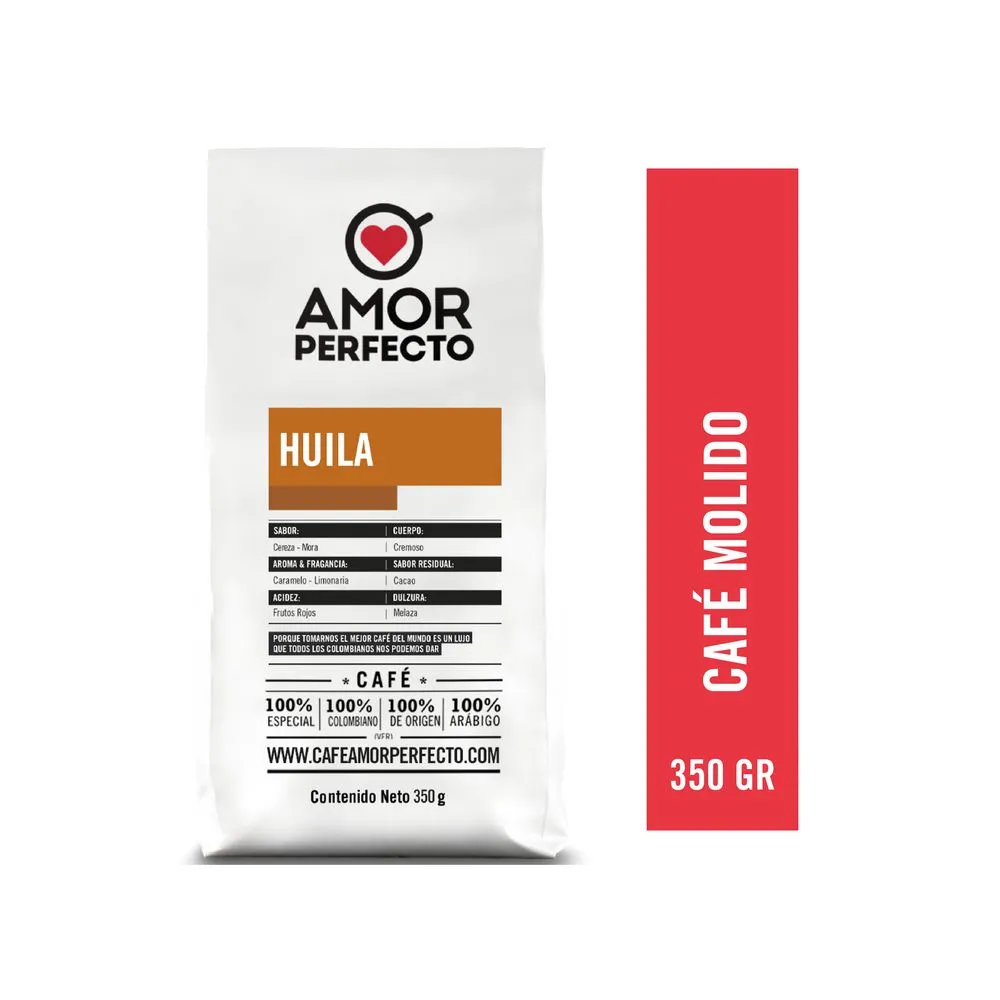 AMOR
PERFECTO
HUILA
SABOR: | CUERPO:
Cereza - Mora | Cremoso
AROMA & FRAGANCIA: | SABOR RESIDUAL:
Caramelo - Limonaria | Cacao
ACIDEZ: | DULZURA:
Frutos Rojos | Melaza
PORQUE TOMARNOS EL MEJOR CAFÉ DEL MUNDO ES UN LUJO
QUE TODOS LOS COLOMBIANOS NOS PODEMOS DAR
* CAFÉ *
100% | 100% | 100% | 100%
ESPECIAL | COLOMBIANO | DE ORIGEN | ARÁBIGO
(VER)
WWW.CAFEAMORPERFECTO.COM
Contenido Neto 350 g
CAFÉ MOLIDO
350 GR